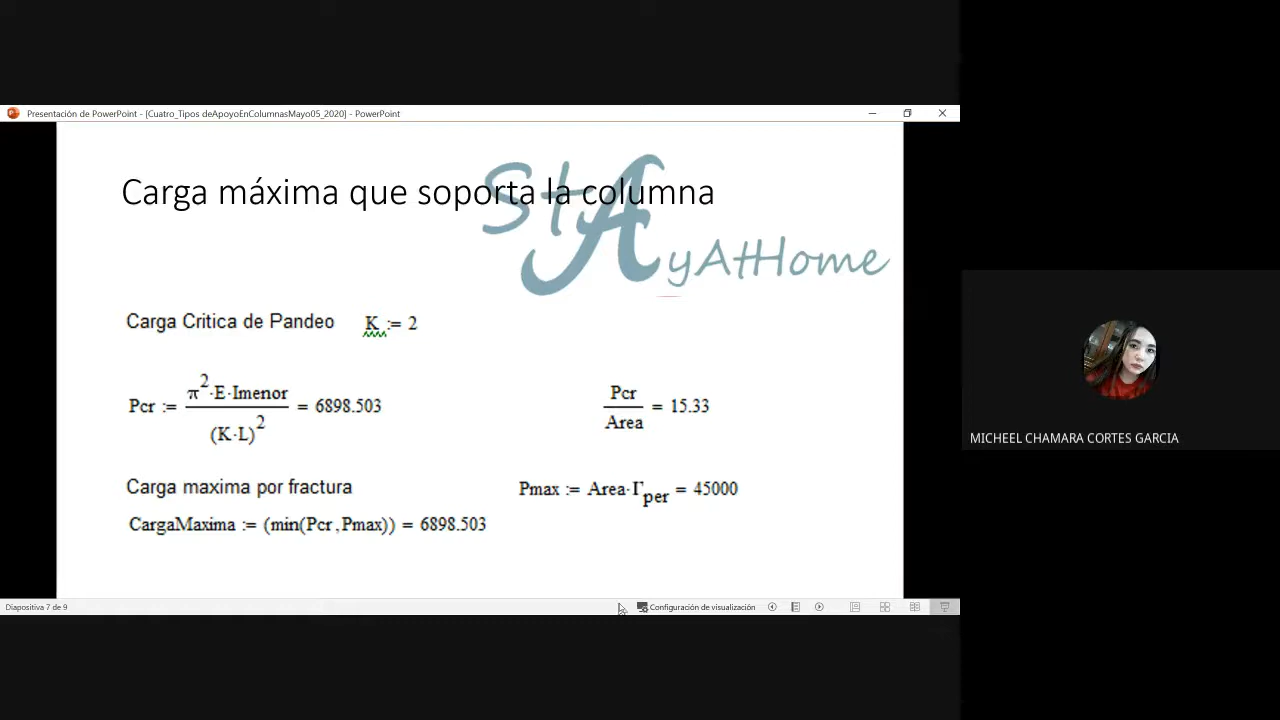 Presentación de PowerPoint - [Cuatro_Tipos deApoyoEnColumnasMayo05_2020] - PowerPoint
Carga máxima que soporta la columna
StAyAtHome
Carga Critica de Pandeo K := 2
Pcr := π²·E·Imenor / (K·L)² = 6898.503 Pcr / Area = 15.33
Carga maxima por fractura Pmax := Area·Γper = 45000
CargaMaxima := (min(Pcr , Pmax)) = 6898.503
Diapositiva 7 de 9 Configuración de visualización
MICHEEL CHAMARA CORTES GARCIA